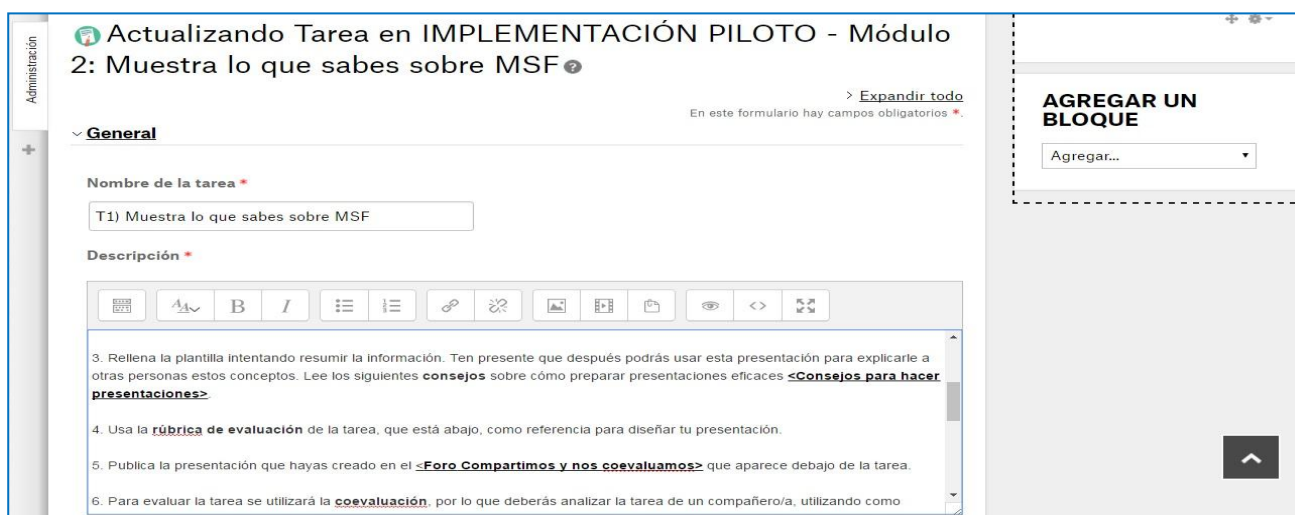 Administración
Actualizando Tarea en IMPLEMENTACIÓN PILOTO - Módulo
2: Muestra lo que sabes sobre MSF
Expandir todo
En este formulario hay campos obligatorios *.
General
Nombre de la tarea *
T1) Muestra lo que sabes sobre MSF
Descripción *
B I
3. Rellena la plantilla intentando resumir la información. Ten presente que después podrás usar esta presentación para explicarle a
otras personas estos conceptos. Lee los siguientes consejos sobre cómo preparar presentaciones eficaces <Consejos para hacer
presentaciones>.
4. Usa la rúbrica de evaluación de la tarea, que está abajo, como referencia para diseñar tu presentación.
5. Publica la presentación que hayas creado en el <Foro Compartimos y nos coevaluamos> que aparece debajo de la tarea.
6. Para evaluar la tarea se utilizará la coevaluación, por lo que deberás analizar la tarea de un compañero/a, utilizando como
AGREGAR UN
BLOQUE
Agregar...